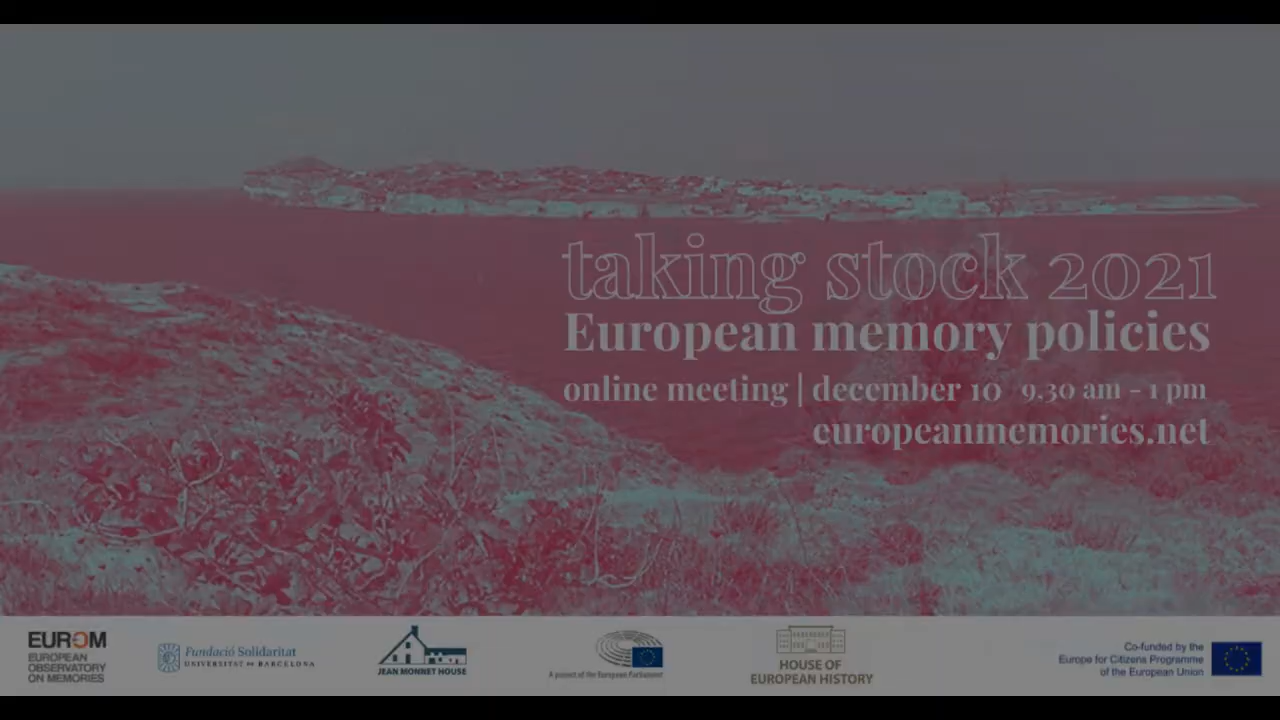 taking stock 2021
European memory policies
online meeting | december 10 9.30 am - 1 pm
europeanmemories.net
EUROM
EUROPEAN
OBSERVATORY
ON MEMORIES
Fundació Solidaritat
UNIVERSITAT DE BARCELONA
JEAN MONNET HOUSE
A project of the European Parliament
HOUSE OF
EUROPEAN HISTORY
Co-funded by the
Europe for Citizens Programme
of the European Union